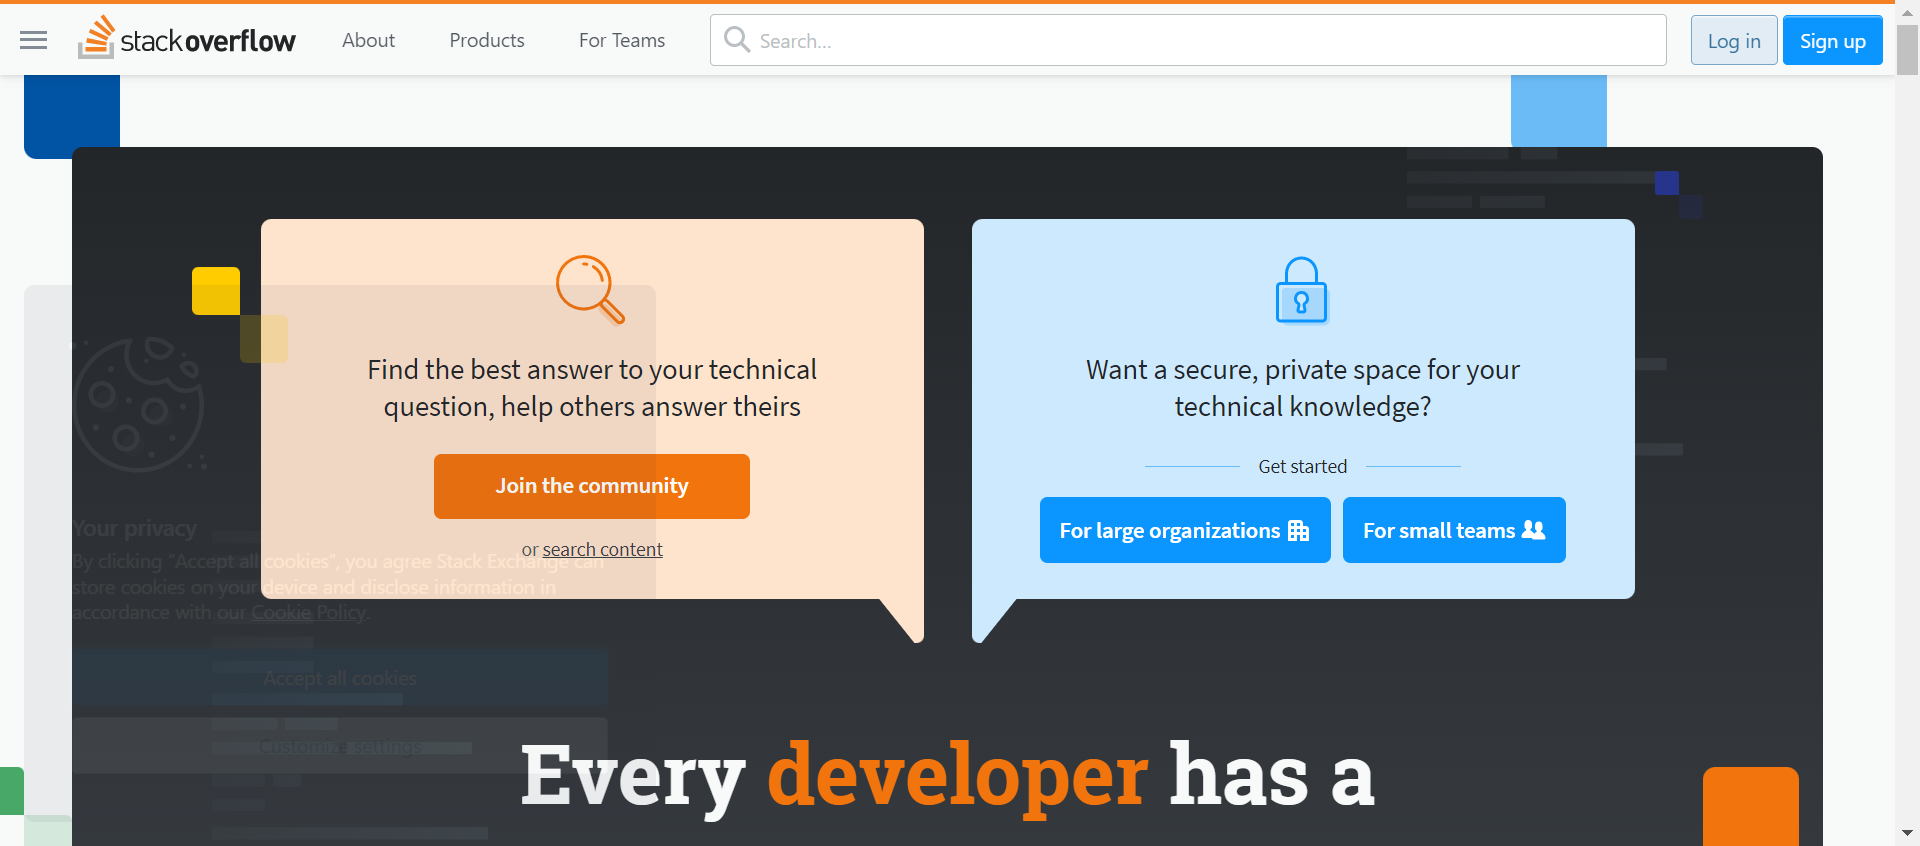 stackoverflow
About
Products
For Teams
Search...
Log in
Sign up
Find the best answer to your technical
question, help others answer theirs
Join the community
or search content
Want a secure, private space for your
technical knowledge?
Get started
For large organizations
For small teams
Your privacy
By clicking “Accept all cookies”, you agree Stack Exchange can
store cookies on your device and disclose information in
accordance with our Cookie Policy.
Accept all cookies
Customize settings
Every developer has a